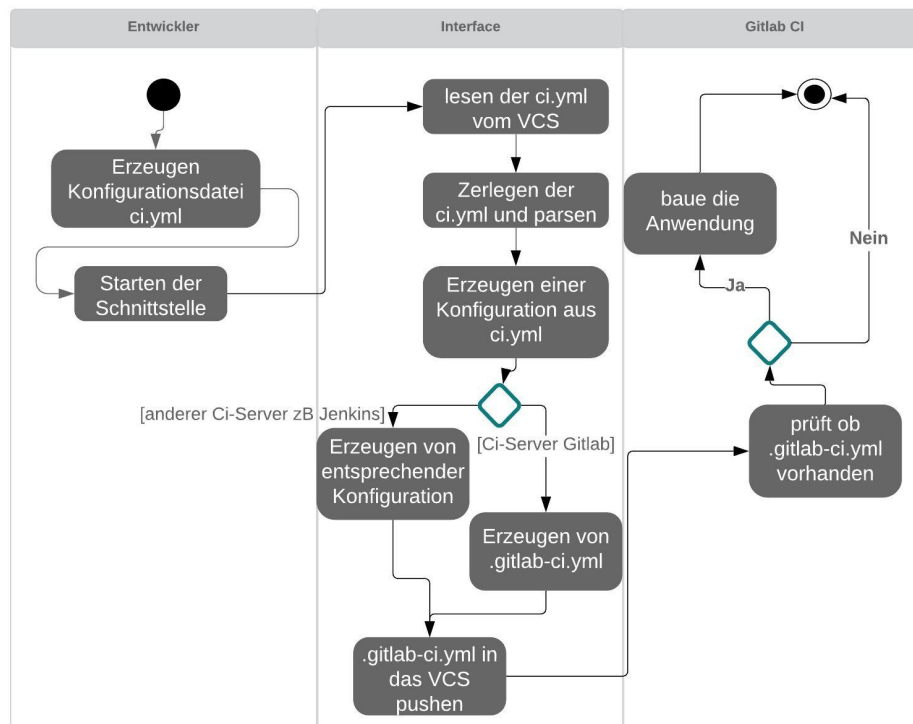 Entwickler
Interface
Gitlab CI
Erzeugen
Konfigurationsdatei
ci.yml
Starten der
Schnittstelle
lesen der ci.yml
vom VCS
Zerlegen der
ci.yml und parsen
Erzeugen einer
Konfiguration aus
ci.yml
[anderer Ci-Server zB Jenkins]
[Ci-Server Gitlab]
Erzeugen von
entsprechender
Konfiguration
Erzeugen von
.gitlab-ci.yml
.gitlab-ci.yml in
das VCS
pushen
prüft ob
.gitlab-ci.yml
vorhanden
Ja
Nein
baue die
Anwendung